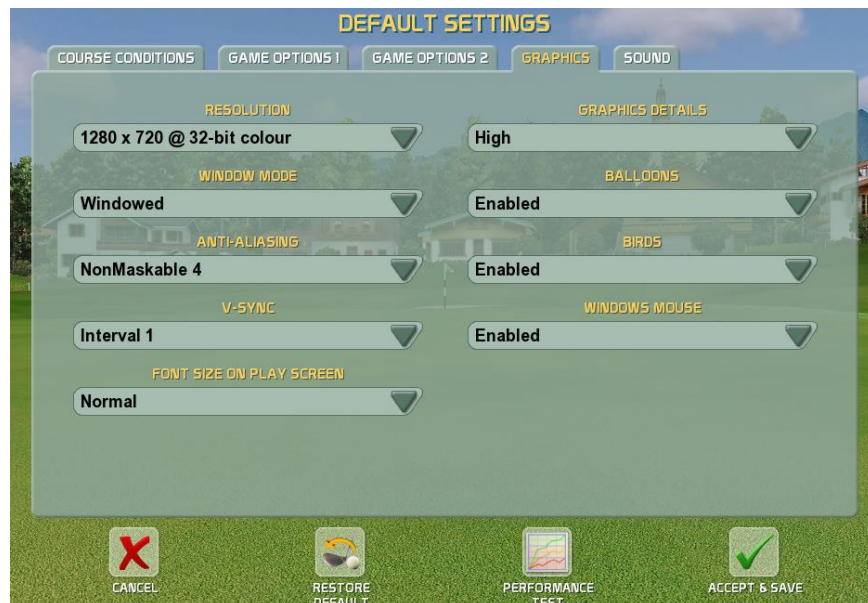 DEFAULT SETTINGS
COURSE CONDITIONS
GAME OPTIONS 1
GAME OPTIONS 2
GRAPHICS
SOUND
RESOLUTION
1280 x 720 @ 32-bit colour
WINDOW MODE
Windowed
ANTI-ALIASING
NonMaskable 4
V-SYNC
Interval 1
FONT SIZE ON PLAY SCREEN
Normal
GRAPHICS DETAILS
High
BALLOONS
Enabled
BIRDS
Enabled
WINDOWS MOUSE
Enabled
CANCEL
RESTORE
DEFAULT
PERFORMANCE
TEST
ACCEPT & SAVE